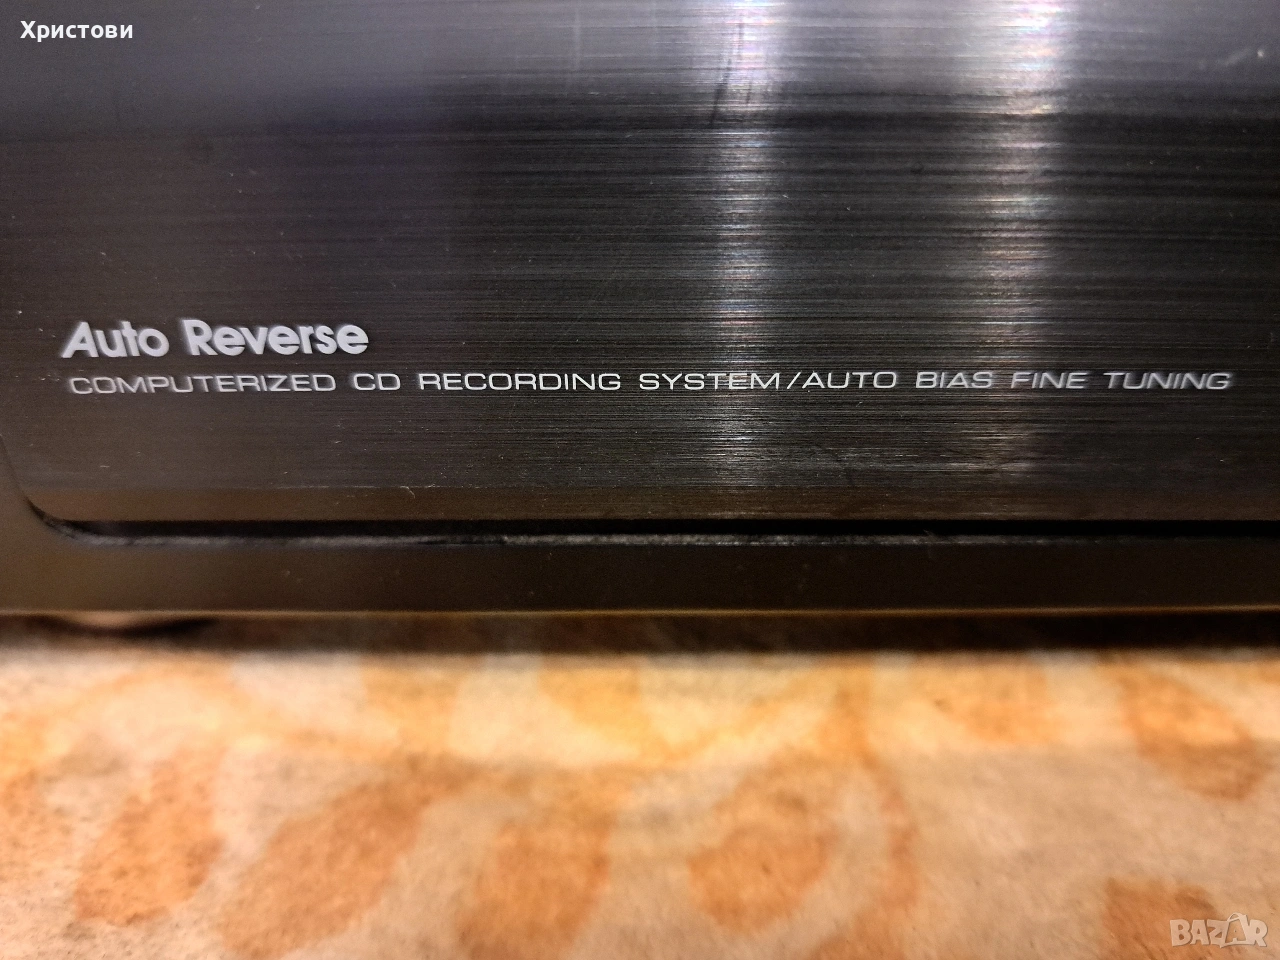 Христови
Auto Reverse
COMPUTERIZED CD RECORDING SYSTEM/AUTO BIAS FINE TUNING
BAZAR